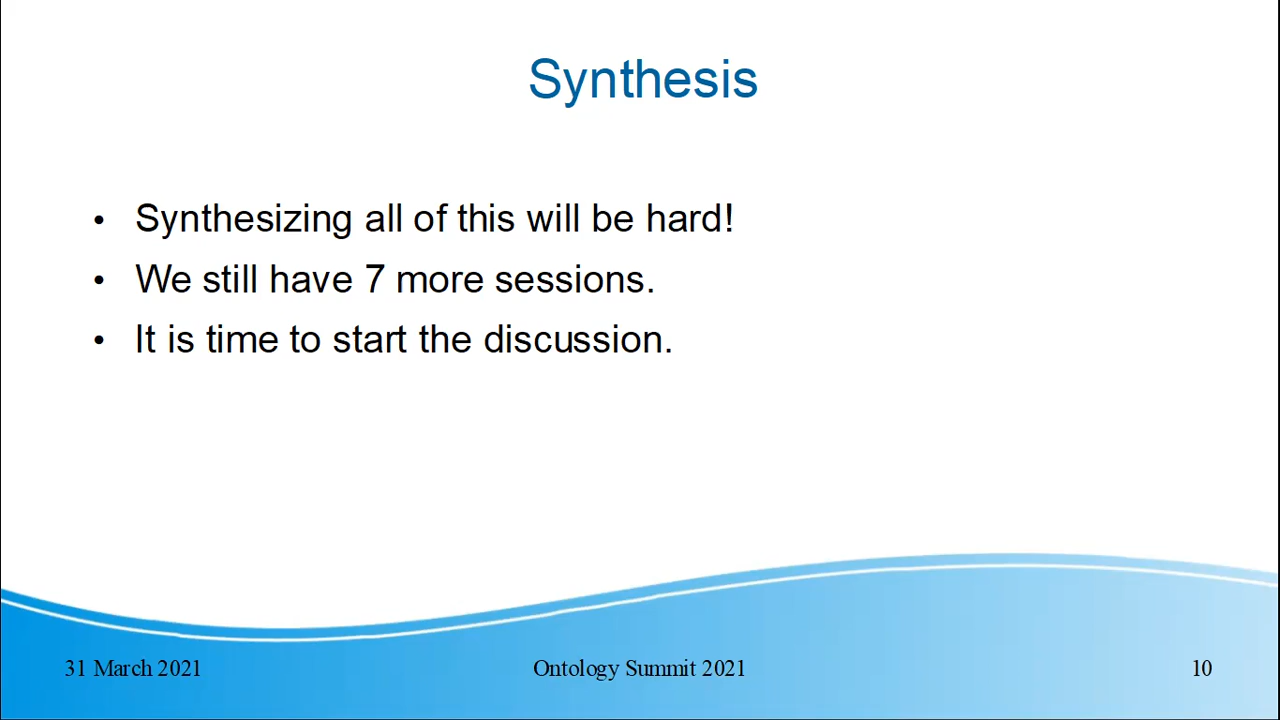 Synthesis
• Synthesizing all of this will be hard!
• We still have 7 more sessions.
• It is time to start the discussion.
31 March 2021
Ontology Summit 2021
10